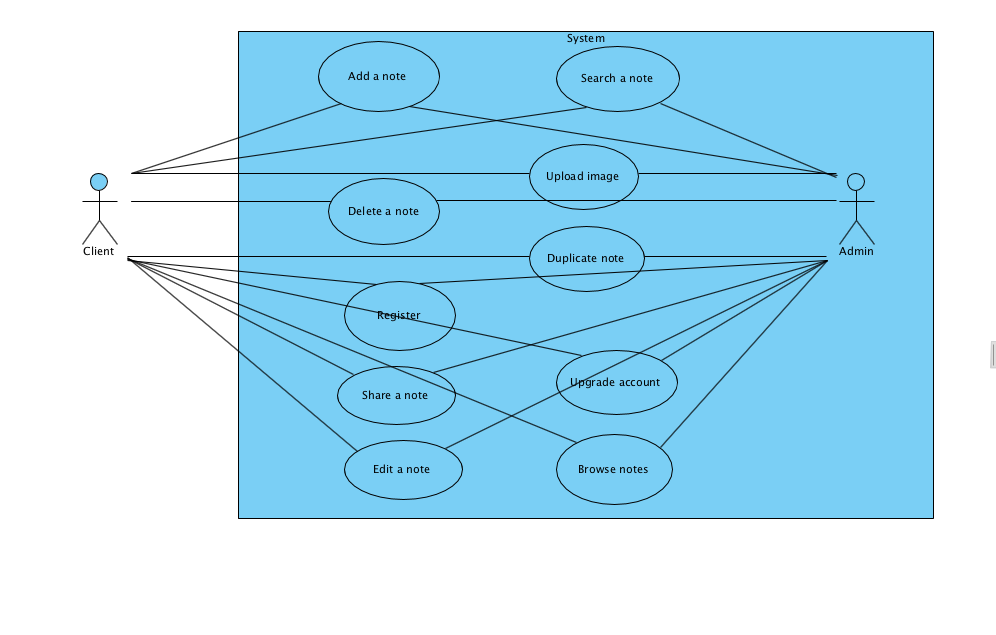 System
Add a note
Search a note
Upload image
Delete a note
Client
Admin
Duplicate note
Register
Upgrade account
Share a note
Edit a note
Browse notes